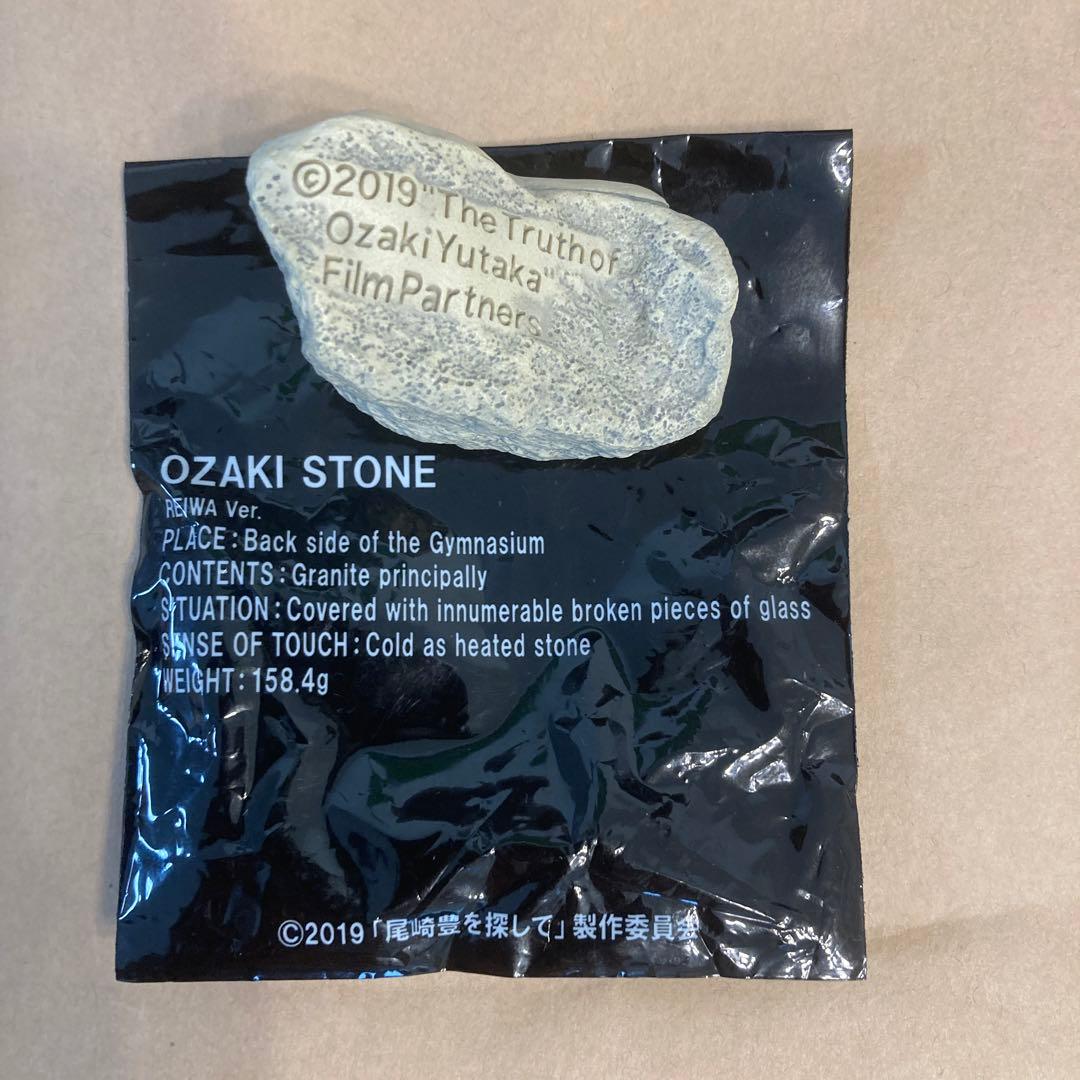 ©2019"The Truth of
Ozaki Yutaka"
Film Partners
OZAKI STONE
REIWA Ver.
PLACE:Back side of the Gymnasium
CONTENTS:Granite principally
SITUATION:Covered with innumerable broken pieces of glass
SENSE OF TOUCH:Cold as heated stone
WEIGHT:158.4g
©2019「尾崎豊を探して」製作委員会